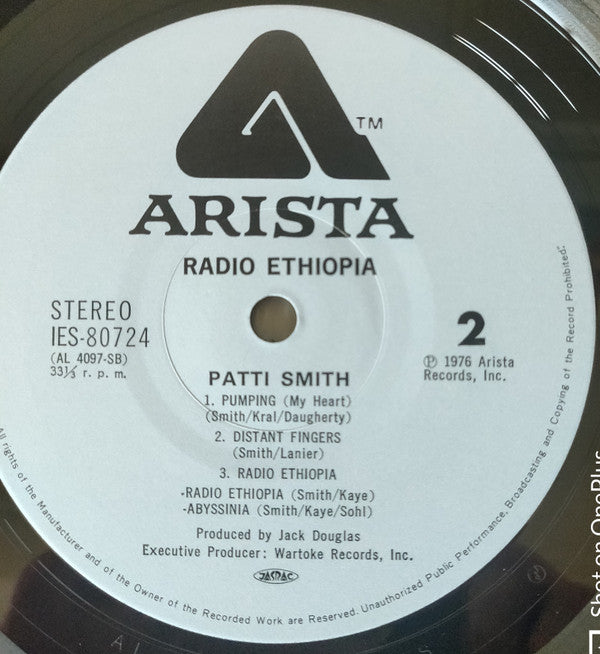 TM
ARISTA
RADIO ETHIOPIA
STEREO
IES-80724
(AL 4097-SB)
33⅓ r. p. m.
2
Ⓟ 1976 Arista
Records, Inc.
PATTI SMITH
1. PUMPING (My Heart)
(Smith/Kral/Daugherty)
2. DISTANT FINGERS
(Smith/Lanier)
3. RADIO ETHIOPIA
·RADIO ETHIOPIA (Smith/Kaye)
·ABYSSINIA (Smith/Kaye/Sohl)
Produced by Jack Douglas
Executive Producer: Wartoke Records, Inc.
JASRAC
All rights of the Manufacturer and of the Owner of the Recorded Work are Reserved. Unauthorized Public Performance, Broadcasting and Copying of the Record Prohibited.
Shot on OnePlus